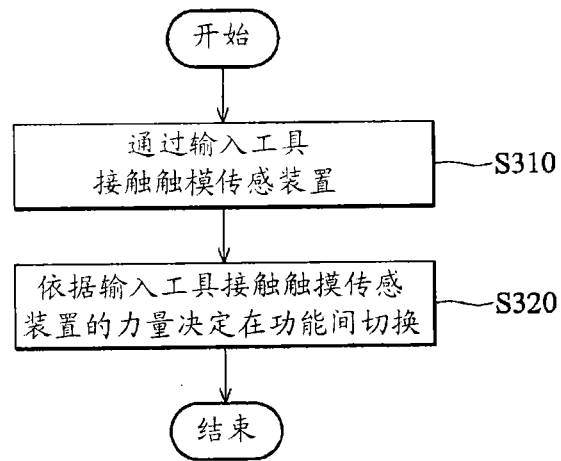 开始
通过输入工具
接触触模传感装置
S310
依据输入工具接触触摸传感
装置的力量决定在功能间切换
S320
结束